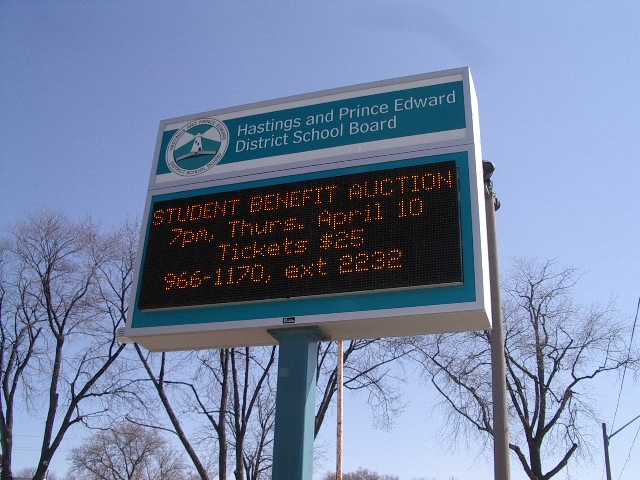 Hastings and Prince Edward
District School Board
STUDENT BENEFIT AUCTION
7pm, Thurs. April 10
Tickets $25
966-1170, ext 2232